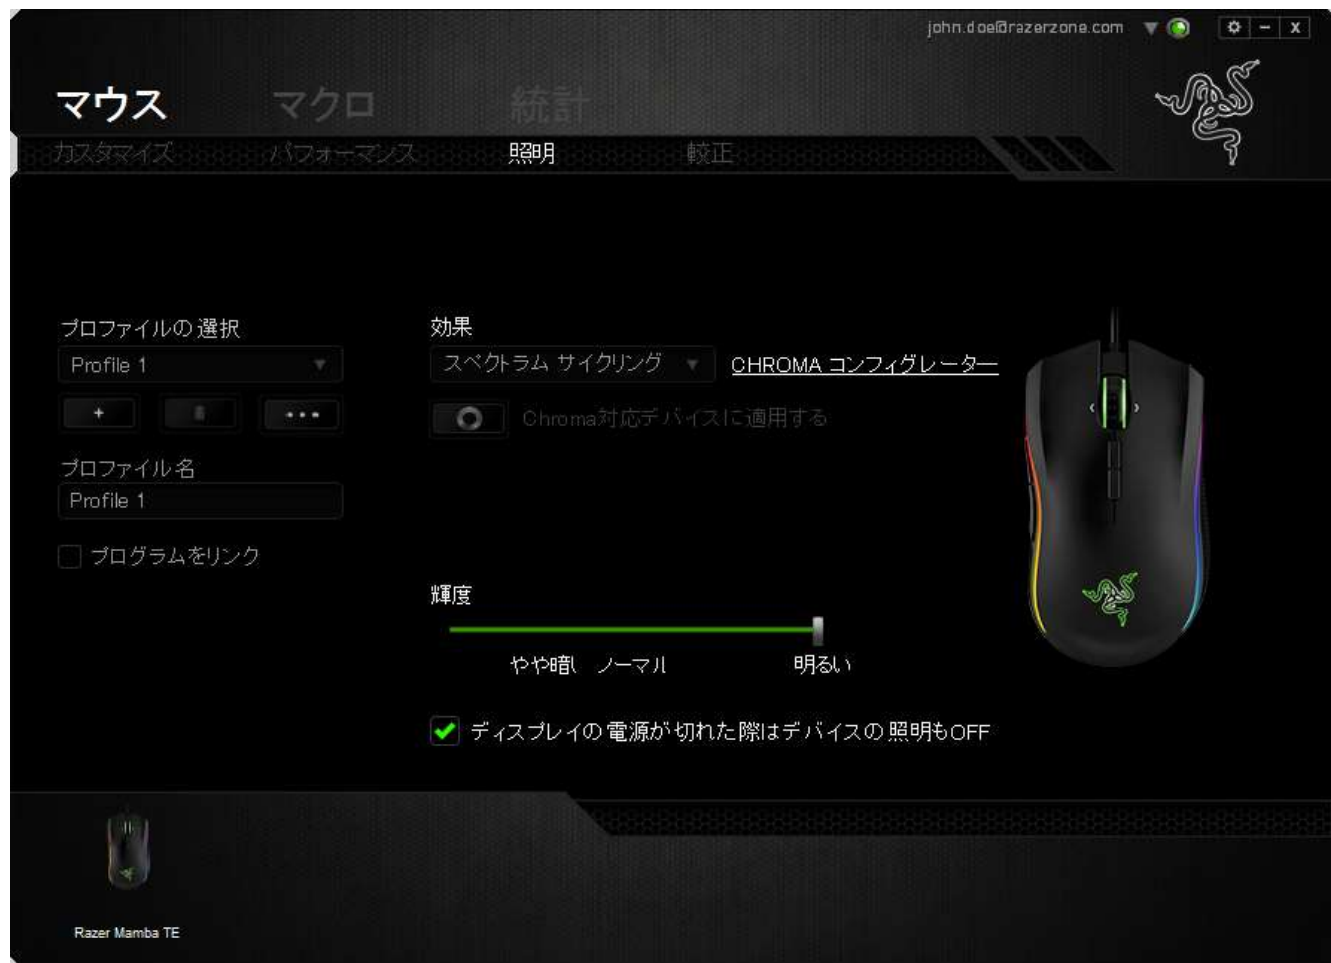 john.doe@razerzone.com
マウス マクロ 統計
カスタマイズ パフォーマンス 照明 較正
プロファイルの選択
Profile 1
プロファイル名
Profile 1
プログラムをリンク
効果
スペクトラム サイクリング CHROMA コンフィグレーター
Chroma対応デバイスに適用する
輝度
やや暗い ノーマル 明るい
ディスプレイの電源が切れた際はデバイスの照明もOFF
Razer Mamba TE